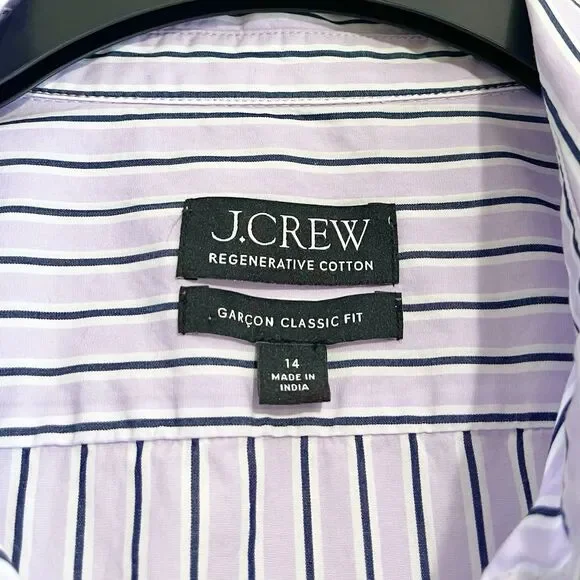 J.CREW
REGENERATIVE COTTON
GARÇON CLASSIC FIT
14
MADE IN
INDIA